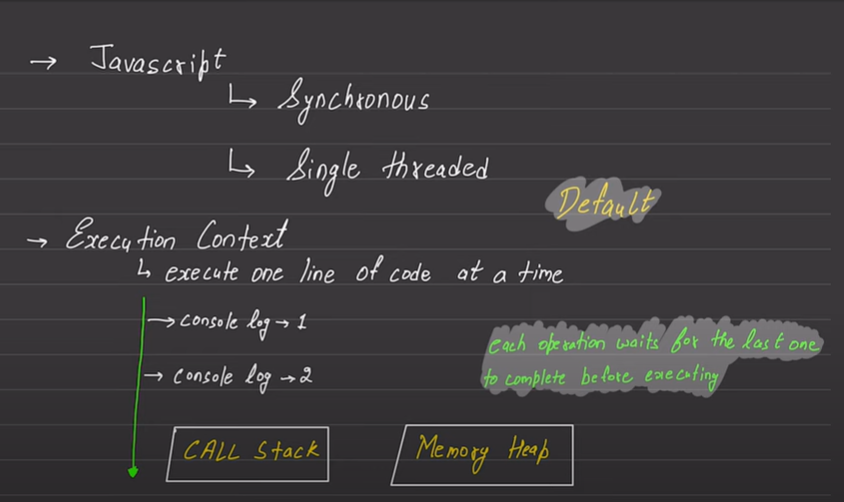 → Javascript
↳ Synchronous
↳ Single threaded
Default
→ Execution Context
↳ execute one line of code at a time
→ console log → 1
each operation waits for the last one
to complete before executing
→ console log → 2
CALL Stack
Memory Heap